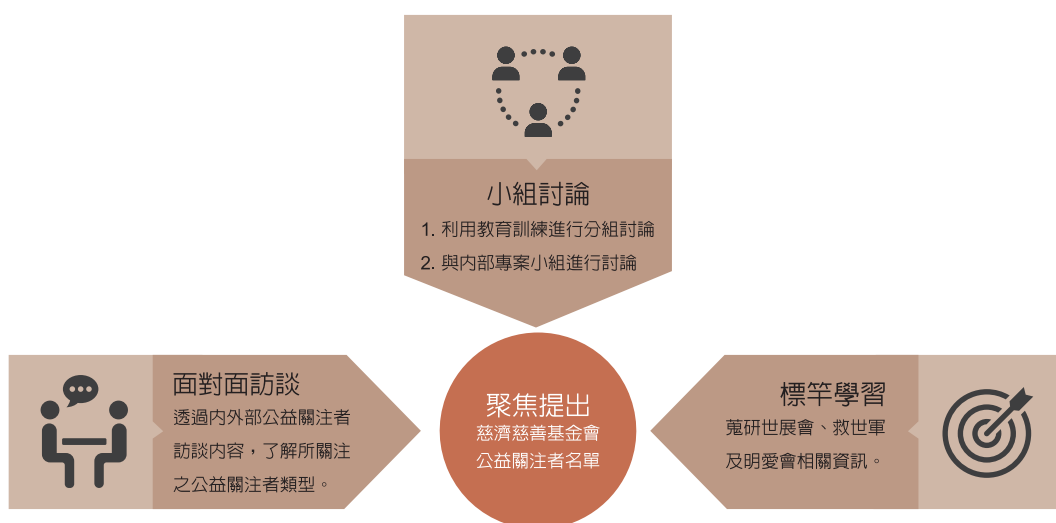 小組討論
1. 利用教育訓練進行分組討論
2. 與内部專案小組進行討論
面對面訪談
透過内外部公益關注者
訪談内容，了解所關注
之公益關注者類型。
聚焦提出
慈濟慈善基金會
公益關注者名單
標竿學習
蒐研世展會、救世軍
及明愛會相關資訊。